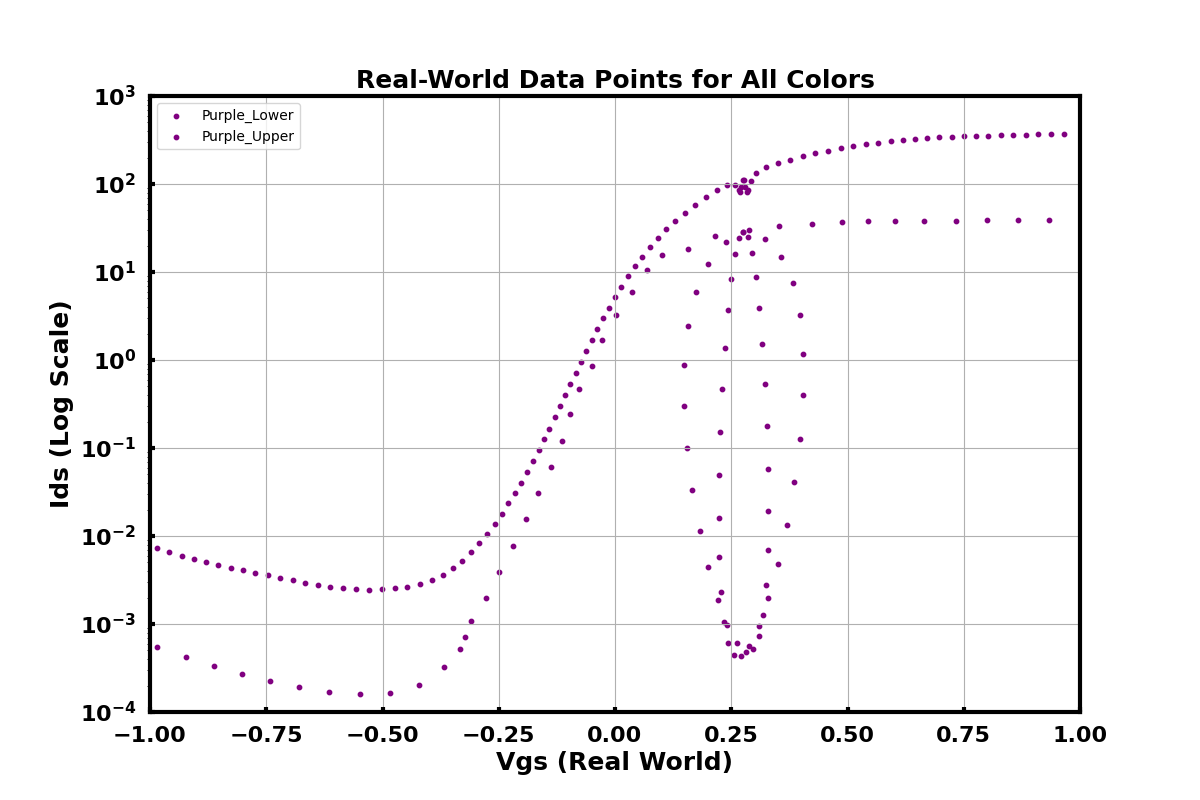 Real-World Data Points for All Colors
Purple_Lower
Purple_Upper
10³
10²
10¹
10⁰
10⁻¹
10⁻²
10⁻³
10⁻⁴
Ids (Log Scale)
−1.00 −0.75 −0.50 −0.25 0.00 0.25 0.50 0.75 1.00
Vgs (Real World)